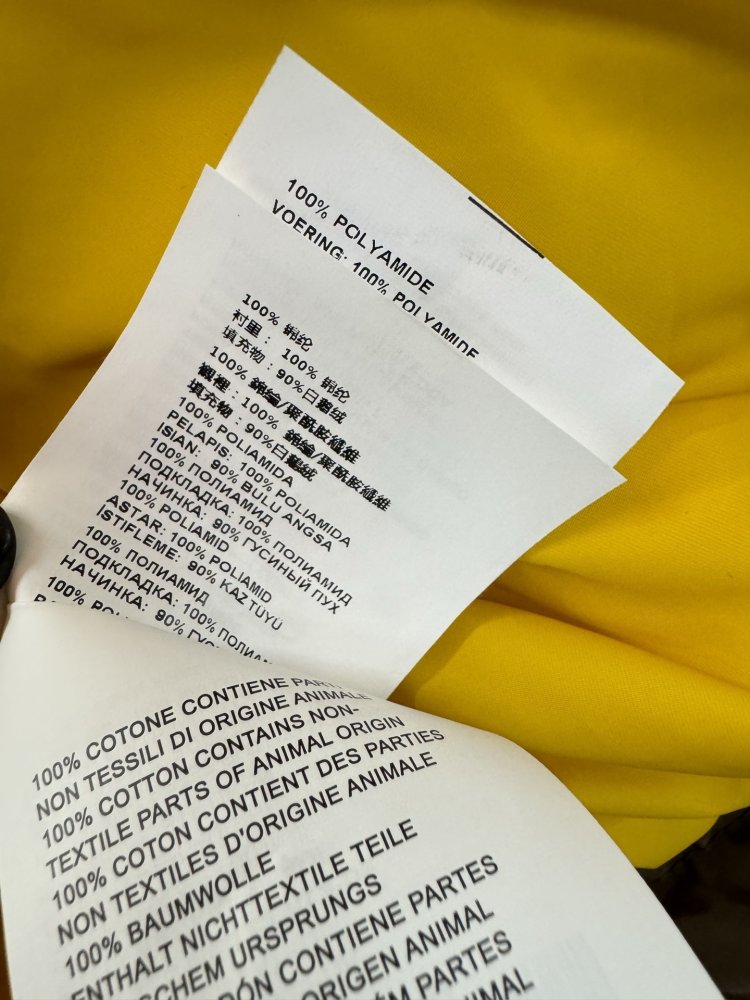 100% POLYAMIDE
VOERING: 100% POLYAMIDE
100% 锦纶
衬里： 100% 锦纶
填充物：90%白鹅绒
100% 錦綸/聚酰胺纖維
襯裡：100% 錦綸/聚酰胺纖維
填充物：90%白鵝絨
100% POLIAMIDA
PELAPIS: 100% POLIAMIDA
ISIAN: 90% BULU ANGSA
100% ПОЛИАМИД
ПОДКЛАДКА: 100% ПОЛИАМИД
НАЧИНКА: 90% ГУСИНЫЙ ПУХ
100% POLIAMID
ASTAR: 100% POLIAMID
ISTIFLEME: 90% KAZ TUYU
100% ПОЛИАМИД
ПОДКЛАДКА: 100%
НАЧИНКА: 90%
100%
100% COTONE CONTIENE
NON TESSILI DI ORIGINE ANIMALE
100% COTTON CONTAINS NON-
TEXTILE PARTS OF ANIMAL ORIGIN
100% COTON CONTIENT DES PARTIES
NON TEXTILES D'ORIGINE ANIMALE
100% BAUMWOLLE
ENTHALT NICHTTEXTILE TEILE
URSPRUNGS
CONTIENE PARTES
ORIGEN ANIMAL
PARTES